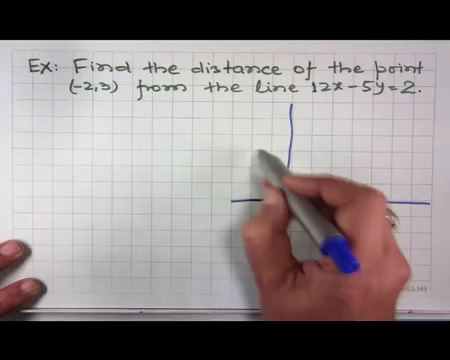 Ex: Find the distance of the point
(-2,3) from the line 12x-5y=2.